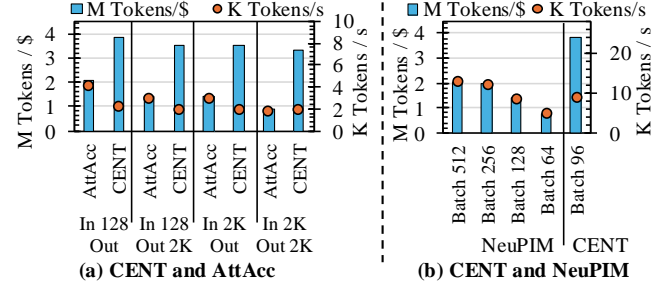 M Tokens/$ K Tokens/s
M Tokens / $
4
3
2
1
0
10
8
6
4
2
0
K Tokens / s
AttAcc CENT AttAcc CENT AttAcc CENT AttAcc CENT
In 128 In 128 In 2K In 2K
Out Out 2K Out Out 2K
(a) CENT and AttAcc
M Tokens/$ K Tokens/s
M Tokens / $
4
3
2
1
0
20
10
0
K Tokens / s
Batch 512 Batch 256 Batch 128 Batch 64 Batch 96
NeuPIM CENT
(b) CENT and NeuPIM